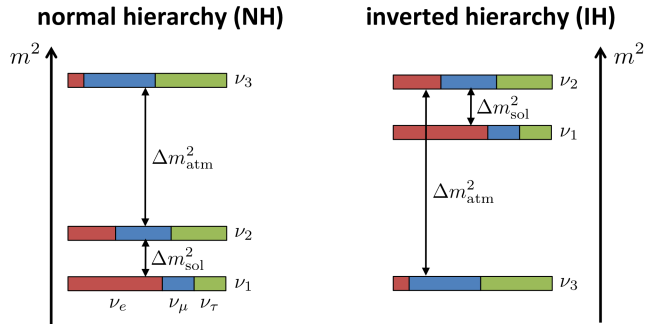 normal hierarchy (NH)
m²
ν₃
Δm²atm
ν₂
Δm²sol
ν₁
νe νμ ντ
inverted hierarchy (IH)
m²
ν₂
Δm²sol
ν₁
Δm²atm
ν₃